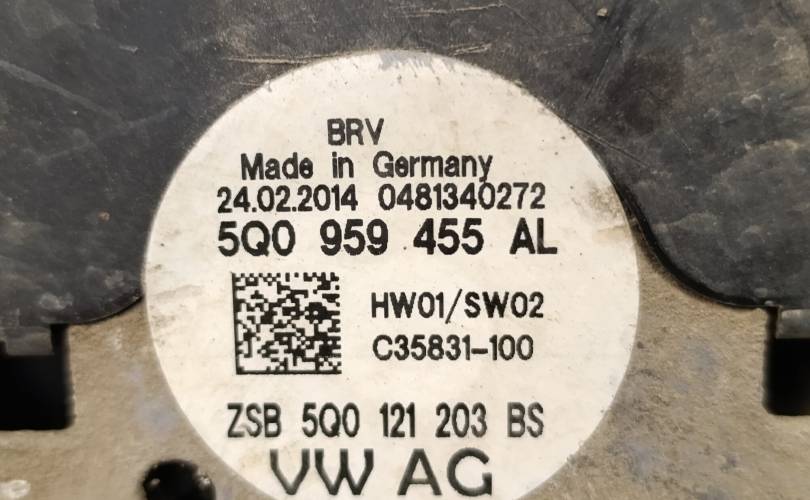 BRV
Made in Germany
24.02.2014 0481340272
5Q0 959 455 AL
HW01/SW02
C35831-100
ZSB 5Q0 121 203 BS
VW AG